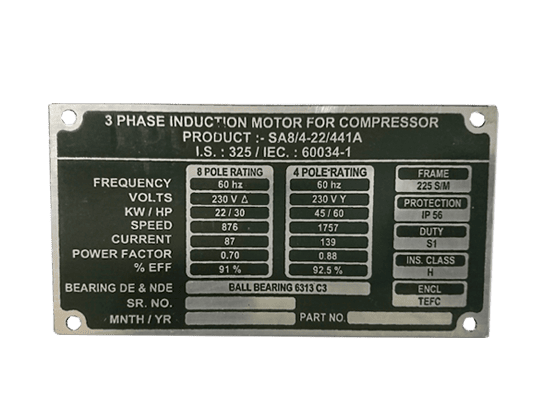 3 PHASE INDUCTION MOTOR FOR COMPRESSOR
PRODUCT :- SA8/4-22/441A
I.S. : 325 / IEC. : 60034-1
8 POLE RATING 4 POLE RATING FRAME
FREQUENCY 60 hz 60 hz 225 S/M
VOLTS 230 V Δ 230 V Y PROTECTION
KW / HP 22 / 30 45 / 60 IP 56
SPEED 876 1757 DUTY
CURRENT 87 139 S1
POWER FACTOR 0.70 0.88 INS. CLASS
% EFF 91 % 92.5 % H
BEARING DE & NDE BALL BEARING 6313 C3 ENCL
SR. NO. TEFC
MNTH / YR PART NO.